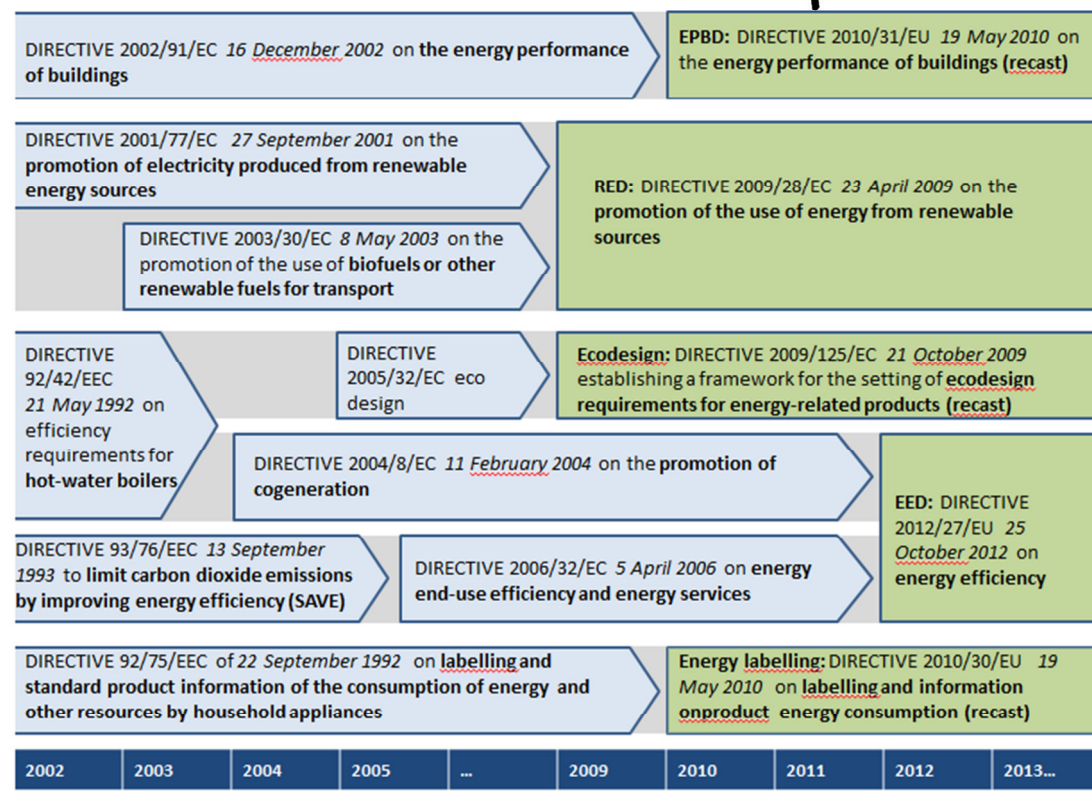 DIRECTIVE 2002/91/EC 16 December 2002 on the energy performance
of buildings
EPBD: DIRECTIVE 2010/31/EU 19 May 2010 on
the energy performance of buildings (recast)
DIRECTIVE 2001/77/EC 27 September 2001 on the
promotion of electricity produced from renewable
energy sources
RED: DIRECTIVE 2009/28/EC 23 April 2009 on the
promotion of the use of energy from renewable
sources
DIRECTIVE 2003/30/EC 8 May 2003 on the
promotion of the use of biofuels or other
renewable fuels for transport
DIRECTIVE
92/42/EEC
21 May 1992 on
efficiency
requirements for
hot-water boilers
DIRECTIVE
2005/32/EC eco
design
Ecodesign: DIRECTIVE 2009/125/EC 21 October 2009
establishing a framework for the setting of ecodesign
requirements for energy-related products (recast)
DIRECTIVE 2004/8/EC 11 February 2004 on the promotion of
cogeneration
EED: DIRECTIVE
2012/27/EU 25
October 2012 on
energy efficiency
DIRECTIVE 93/76/EEC 13 September
1993 to limit carbon dioxide emissions
by improving energy efficiency (SAVE)
DIRECTIVE 2006/32/EC 5 April 2006 on energy
end-use efficiency and energy services
DIRECTIVE 92/75/EEC of 22 September 1992 on labelling and
standard product information of the consumption of energy and
other resources by household appliances
Energy labelling: DIRECTIVE 2010/30/EU 19
May 2010 on labelling and information
onproduct energy consumption (recast)
2002 2003 2004 2005 ... 2009 2010 2011 2012 2013...